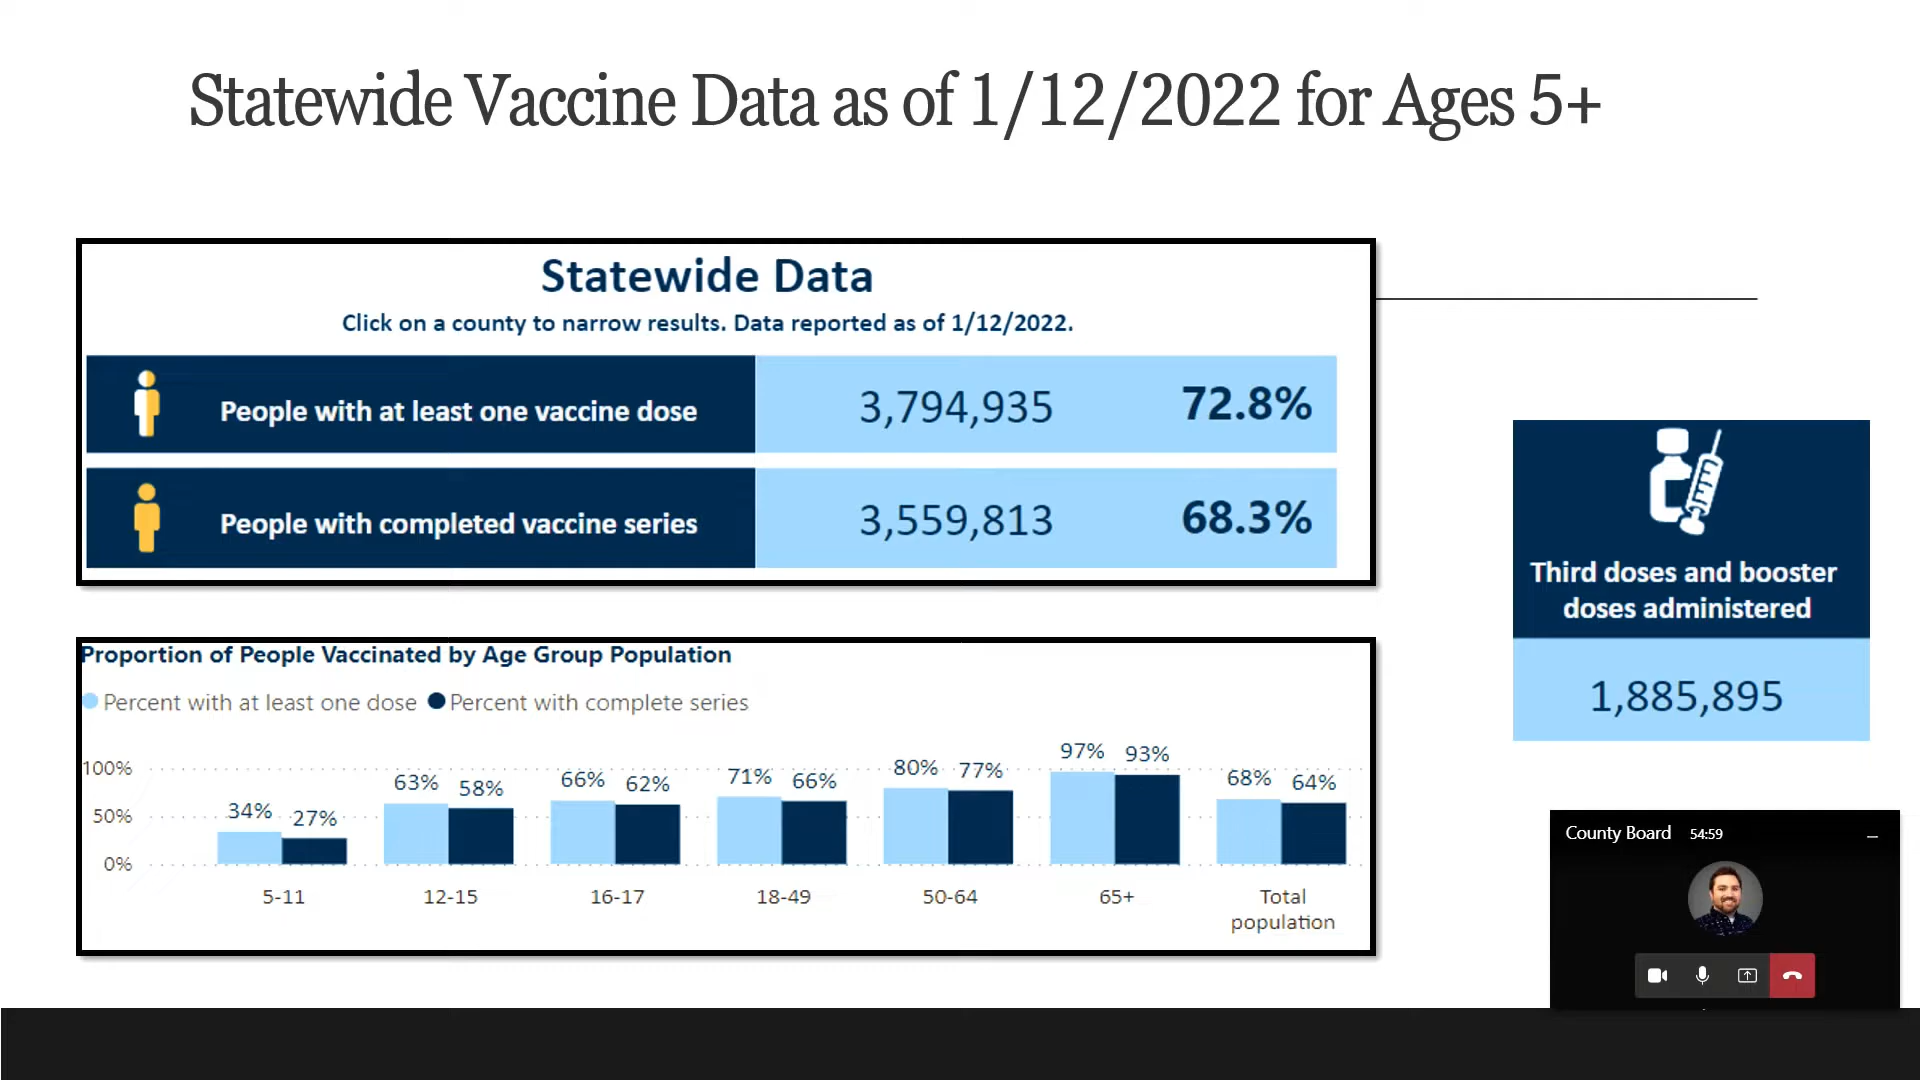 Statewide Vaccine Data as of 1/12/2022 for Ages 5+
Statewide Data
Click on a county to narrow results. Data reported as of 1/12/2022.
People with at least one vaccine dose 3,794,935 72.8%
People with completed vaccine series 3,559,813 68.3%
Third doses and booster
doses administered
1,885,895
Proportion of People Vaccinated by Age Group Population
Percent with at least one dose Percent with complete series
100%
50%
0%
34% 27% 63% 58% 66% 62% 71% 66% 80% 77% 97% 93% 68% 64%
5-11 12-15 16-17 18-49 50-64 65+ Total
population
County Board 54:59